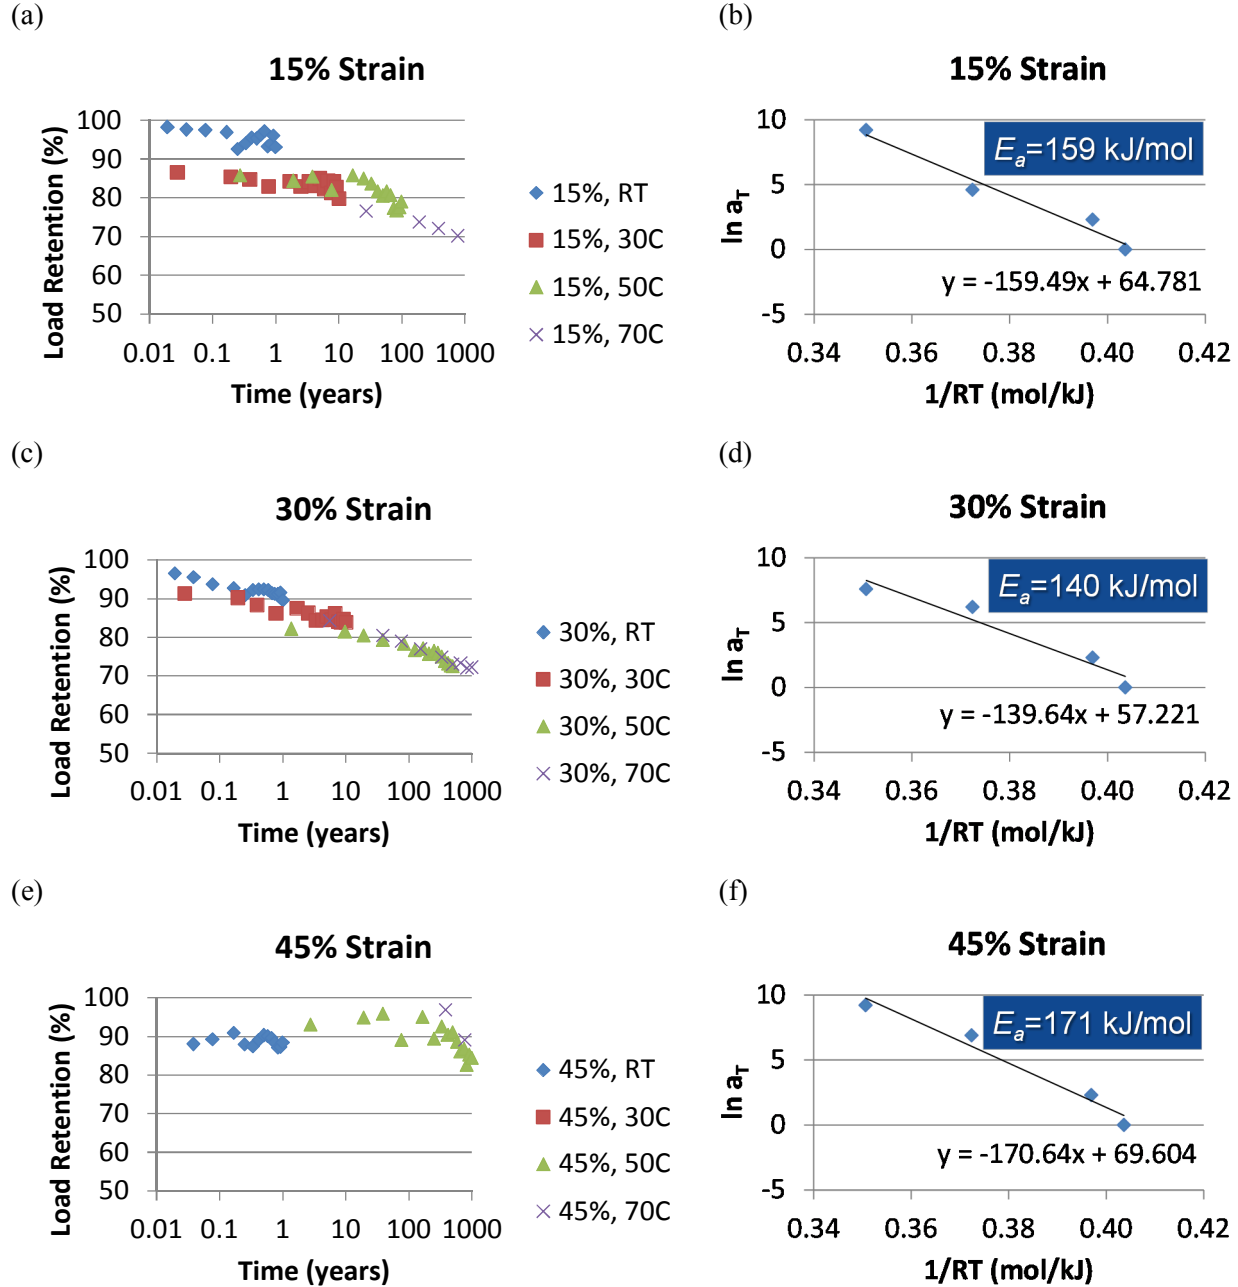 (a)
(b)
15% Strain
15% Strain
100
90
80
70
60
50
Load Retention (%)
0.01 0.1 1 10 100 1000
Time (years)
15%, RT
15%, 30C
15%, 50C
15%, 70C
10
5
0
-5
ln aT
Ea=159 kJ/mol
y = -159.49x + 64.781
0.34 0.36 0.38 0.40 0.42
1/RT (mol/kJ)
(c)
(d)
30% Strain
30% Strain
100
90
80
70
60
50
Load Retention (%)
0.01 0.1 1 10 100 1000
Time (years)
30%, RT
30%, 30C
30%, 50C
30%, 70C
10
5
0
-5
ln aT
Ea=140 kJ/mol
y = -139.64x + 57.221
0.34 0.36 0.38 0.40 0.42
1/RT (mol/kJ)
(e)
(f)
45% Strain
45% Strain
100
90
80
70
60
50
Load Retention (%)
0.01 0.1 1 10 100 1000
Time (years)
45%, RT
45%, 30C
45%, 50C
45%, 70C
10
5
0
-5
ln aT
Ea=171 kJ/mol
y = -170.64x + 69.604
0.34 0.36 0.38 0.40 0.42
1/RT (mol/kJ)